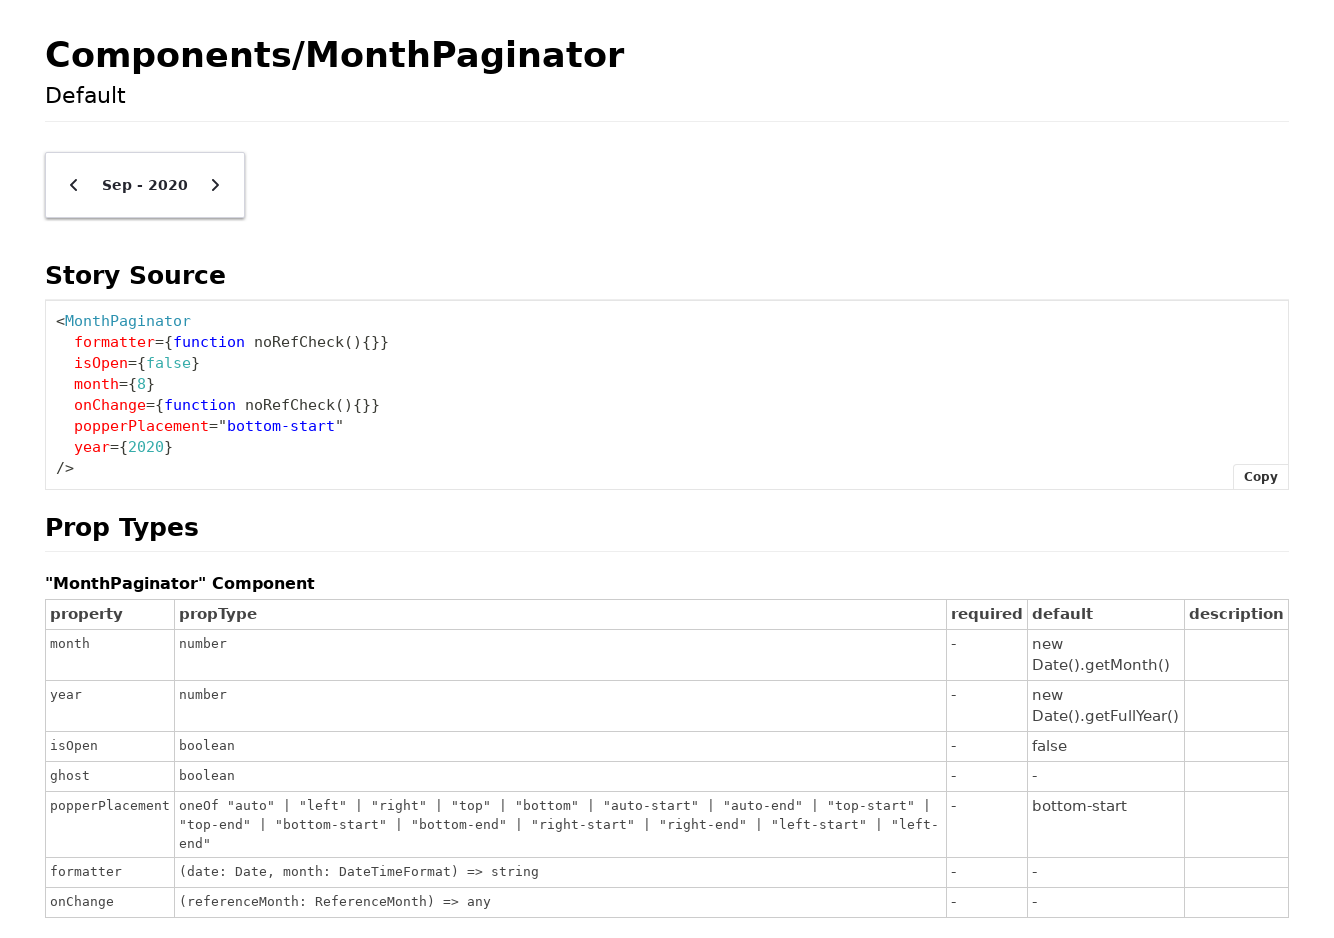 Components/MonthPaginator
Default
Sep - 2020
Story Source
<MonthPaginator
formatter={function noRefCheck(){}}
isOpen={false}
month={8}
onChange={function noRefCheck(){}}
popperPlacement="bottom-start"
year={2020}
/>
Copy
Prop Types
"MonthPaginator" Component
property propType required default description
month number - new
Date().getMonth()
year number - new
Date().getFullYear()
isOpen boolean - false
ghost boolean - -
popperPlacement oneOf "auto" | "left" | "right" | "top" | "bottom" | "auto-start" | "auto-end" | "top-start" | - bottom-start
"top-end" | "bottom-start" | "bottom-end" | "right-start" | "right-end" | "left-start" | "left-
end"
formatter (date: Date, month: DateTimeFormat) => string - -
onChange (referenceMonth: ReferenceMonth) => any - -